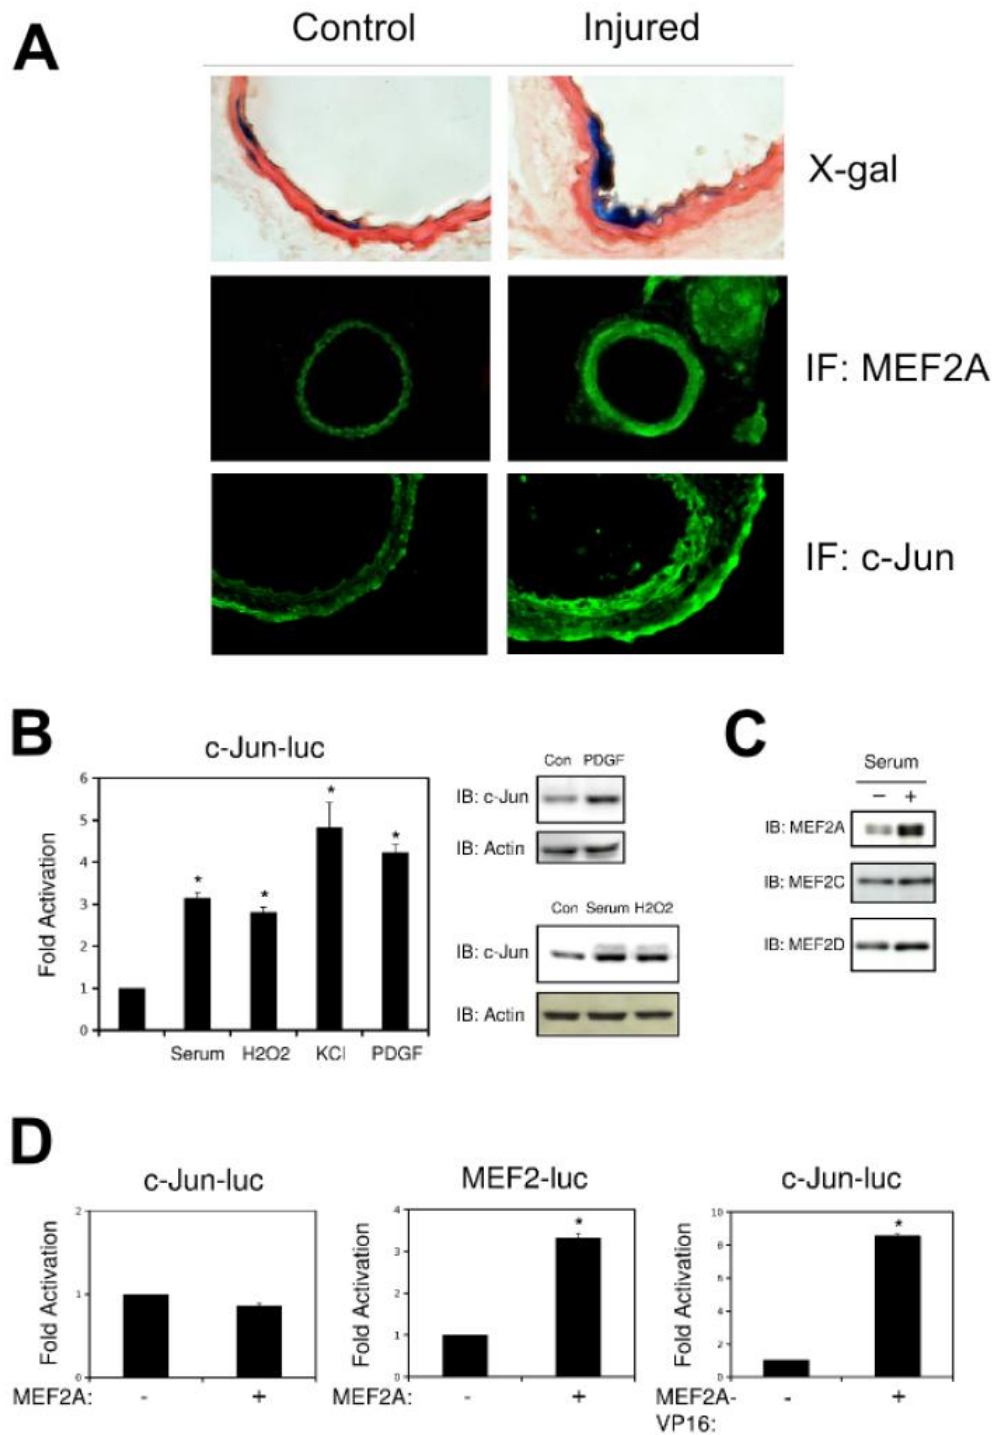 A
Control Injured
X-gal
IF: MEF2A
IF: c-Jun
B
c-Jun-luc
Fold Activation
6
5
4
3
2
1
0
* * * *
Serum H2O2 KCl PDGF
Con PDGF
IB: c-Jun
IB: Actin
Con Serum H2O2
IB: c-Jun
IB: Actin
C
Serum
– +
IB: MEF2A
IB: MEF2C
IB: MEF2D
D
c-Jun-luc
Fold Activation
2
1
0
MEF2A: - +
MEF2-luc
Fold Activation
4
3
2
1
0
*
MEF2A: - +
c-Jun-luc
Fold Activation
10
8
6
4
2
0
*
MEF2A-
VP16:
- +